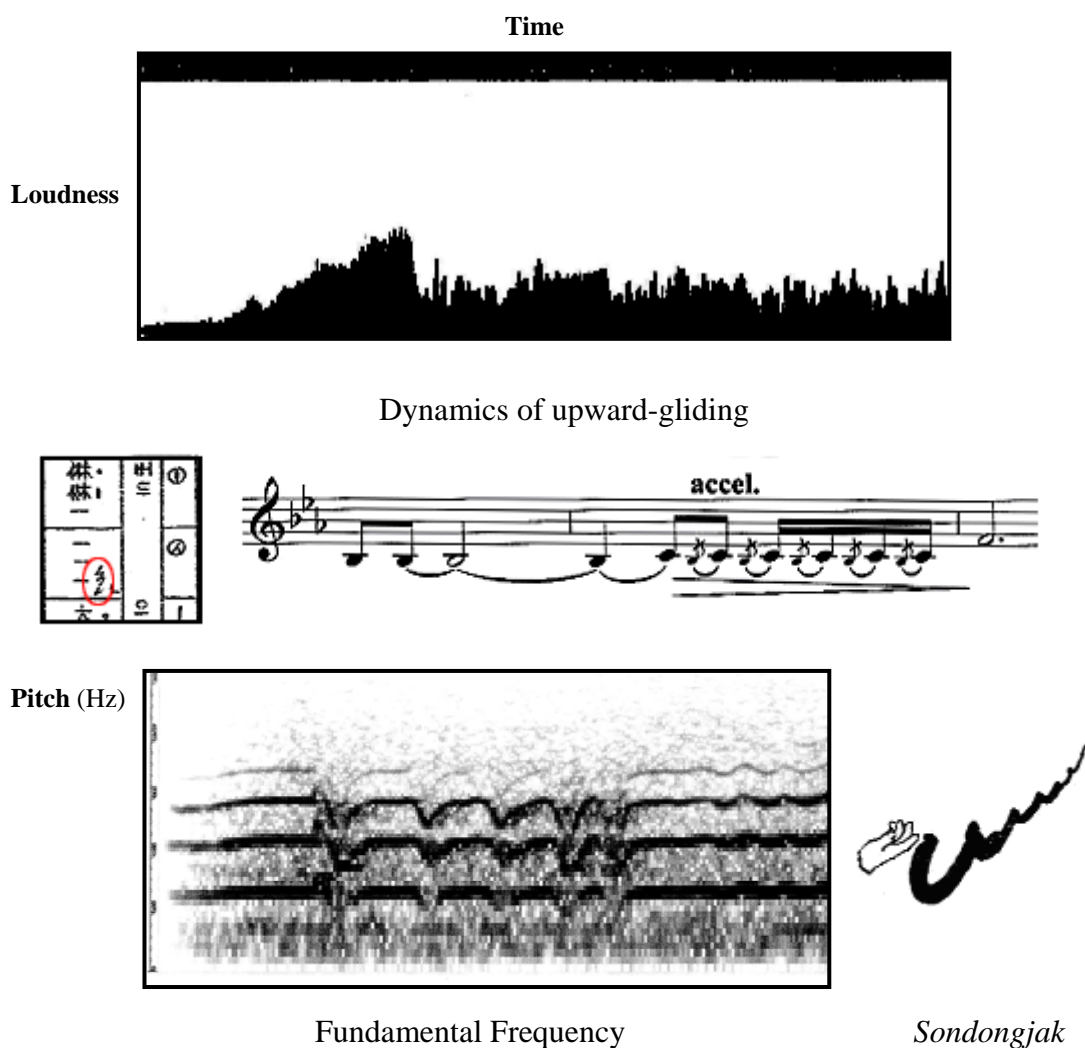 Time
Loudness
Dynamics of upward-gliding
accel.
Pitch (Hz)
Fundamental Frequency
Sondongjak